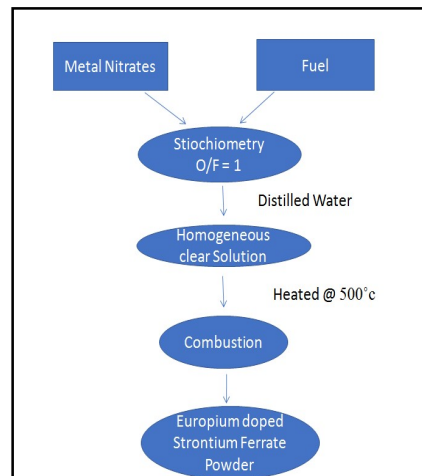 Metal Nitrates
Fuel
Stiochiometry
O/F = 1
Distilled Water
Homogeneous
clear Solution
Heated @ 500˚c
Combustion
Europium doped
Strontium Ferrate
Powder